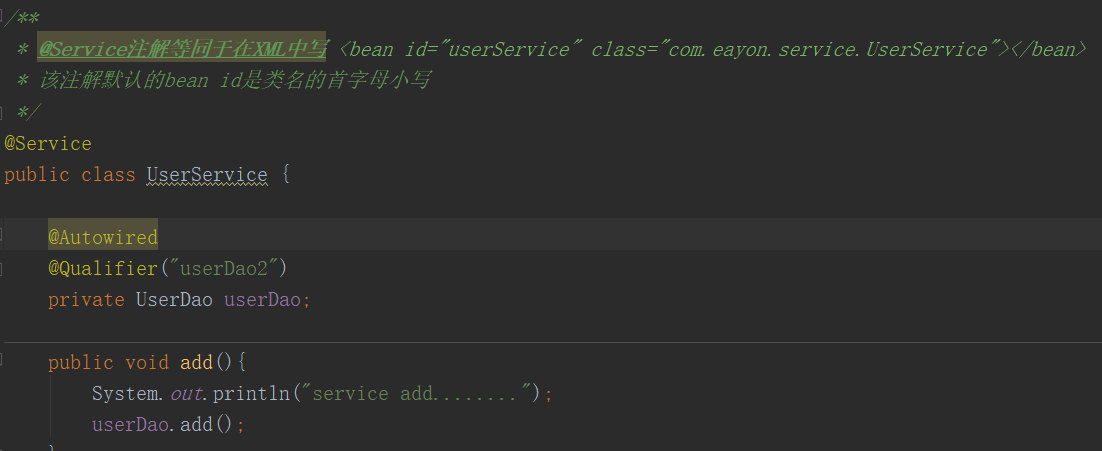 /**
 * @Service注解等同于在XML中写 <bean id="userService" class="com.eayon.service.UserService"></bean>
 * 该注解默认的bean id是类名的首字母小写
 */
@Service
public class UserService {
    @Autowired
    @Qualifier("userDao2")
    private UserDao userDao;
    public void add(){
        System.out.println("service add........");
        userDao.add();